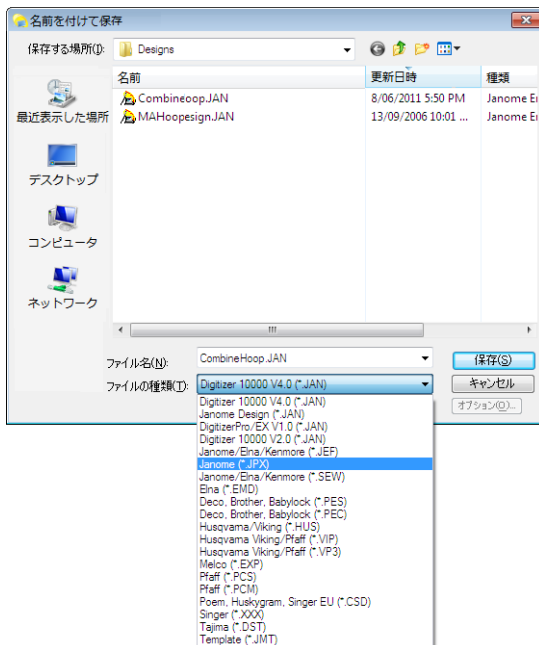 名前を付けて保存
保存する場所(I): Designs
名前 更新日時 種類
Combineoop.JAN 8/06/2011 5:50 PM Janome Er
MAHoopesign.JAN 13/09/2006 10:01 ... Janome Er
最近表示した場所
デスクトップ
コンピュータ
ネットワーク
ファイル名(N): CombineHoop.JAN 保存(S)
ファイルの種類(T): Digitizer 10000 V4.0 (*.JAN) キャンセル
オプション(O)...
Digitizer 10000 V4.0 (*.JAN)
Janome Design (*.JAN)
DigitizerPro/EX V1.0 (*.JAN)
Digitizer 10000 V2.0 (*.JAN)
Janome/Elna/Kenmore (*.JEF)
Janome (*.JPX)
Janome/Elna/Kenmore (*.SEW)
Elna (*.EMD)
Deco, Brother, Babylock (*.PES)
Deco, Brother, Babylock (*.PEC)
Husqvarna/Viking (*.HUS)
Husqvarna Viking/Pfaff (*.VIP)
Husqvarna Viking/Pfaff (*.VP3)
Melco (*.EXP)
Pfaff (*.PCS)
Pfaff (*.PCM)
Poem, Huskygram, Singer EU (*.CSD)
Singer (*.XXX)
Tajima (*.DST)
Template (*.JMT)